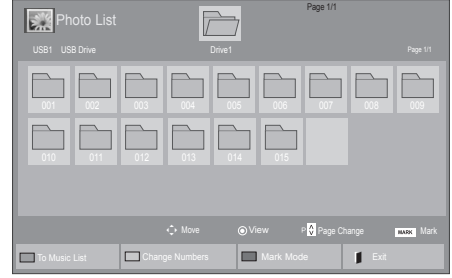 Page 1/1
Photo List
USB1 USB Drive Drive1 Page 1/1
001 002 003 004 005 006 007 008 009
010 011 012 013 014 015
Move View P Page Change MARK Mark
To Music List Change Numbers Mark Mode Exit